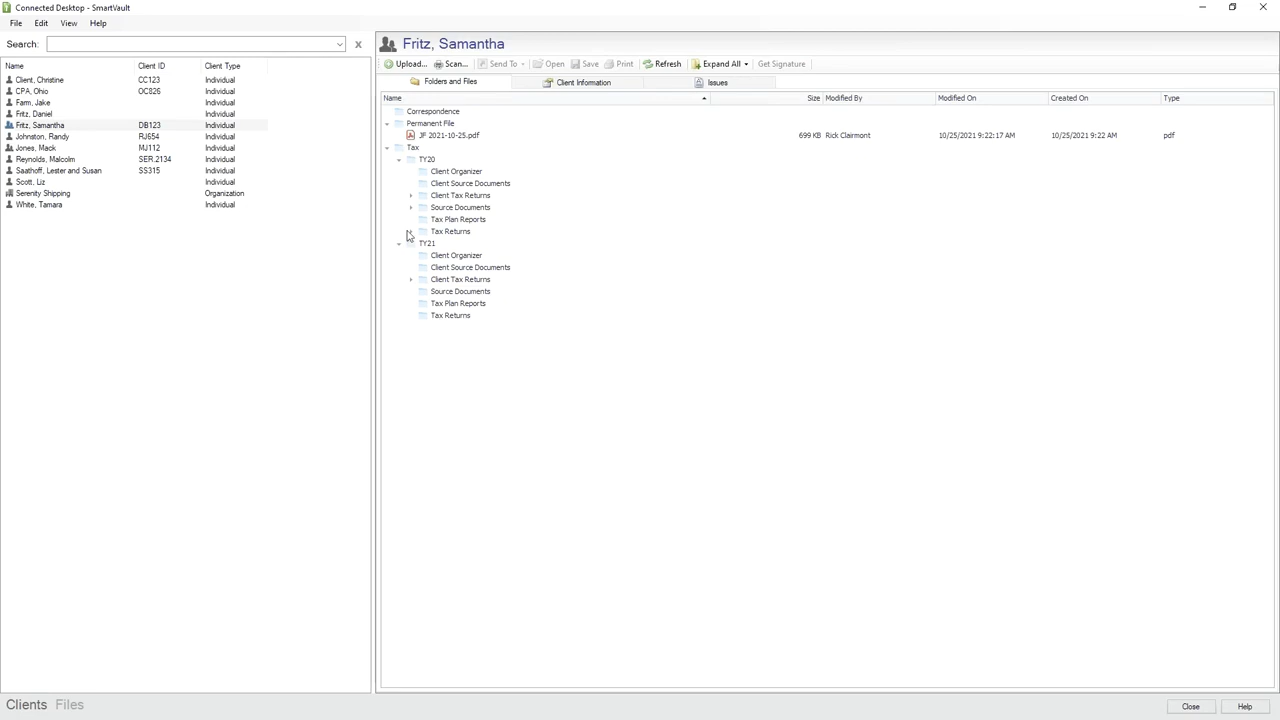 Connected Desktop - SmartVault
File Edit View Help
Search: x
Name Client ID Client Type
Client, Christine CC123 Individual
CPA, Ohio OC826 Individual
Farm, Jake Individual
Fritz, Daniel Individual
Fritz, Samantha DB123 Individual
Johnston, Randy RJ654 Individual
Jones, Mack MJ112 Individual
Reynolds, Malcolm SER.2134 Individual
Saathoff, Lester and Susan SS315 Individual
Scott, Liz Individual
Serenity Shipping Organization
White, Tamara Individual
Clients Files
Fritz, Samantha
Upload... Scan... Send To Open Save Print Refresh Expand All Get Signature
Folders and Files Client Information Issues
Name Size Modified By Modified On Created On Type
Correspondence
Permanent File
JF 2021-10-25.pdf 699 KB Rick Clairmont 10/25/2021 9:22:17 AM 10/25/2021 9:22 AM pdf
Tax
TY20
Client Organizer
Client Source Documents
Client Tax Returns
Source Documents
Tax Plan Reports
Tax Returns
TY21
Client Organizer
Client Source Documents
Client Tax Returns
Source Documents
Tax Plan Reports
Tax Returns
Close Help